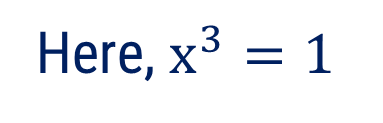 Here, x³ = 1